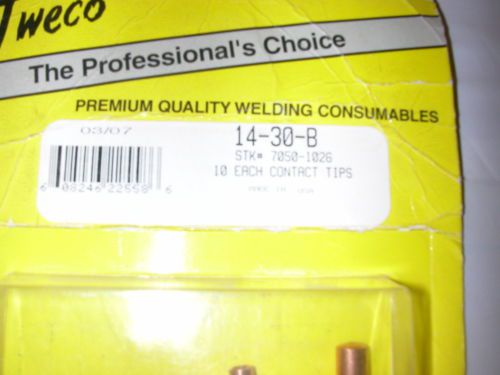 Tweco
The Professional's Choice
PREMIUM QUALITY WELDING CONSUMABLES
03/07
14-30-B
STK# 7050-1026
10 EACH CONTACT TIPS
MADE IN USA
6 08246 22558 6